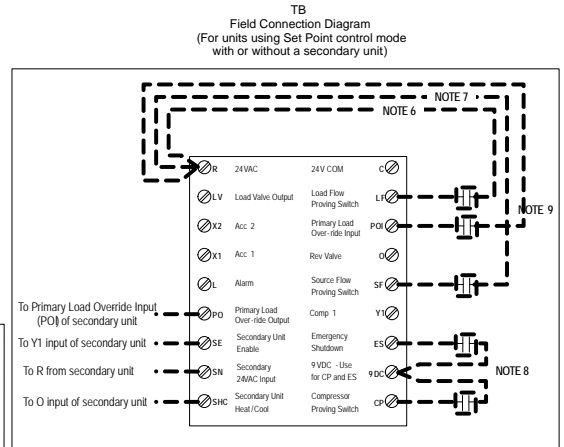 TB
Field Connection Diagram
(For units using Set Point control mode
with or without a secondary unit)
NOTE 7
NOTE 6
NOTE 9
R 24VAC 24V COM C
LV Load Valve Output Load Flow Proving Switch LF
X2 Acc 2 Primary Load Over-ride Input POI
X1 Acc 1 Rev Valve O
L Alarm Source Flow Proving Switch SF
To Primary Load Override Input
(POI) of secondary unit
PO Primary Load Over-ride Output Comp 1 Y1
To Y1 input of secondary unit
SE Secondary Unit Enable Emergency Shutdown ES
To R from secondary unit
SN Secondary 24VAC Input 9 VDC - Use for CP and ES 9DC
NOTE 8
To O input of secondary unit
SHC Secondary Unit Heat/Cool Compressor Proving Switch CP